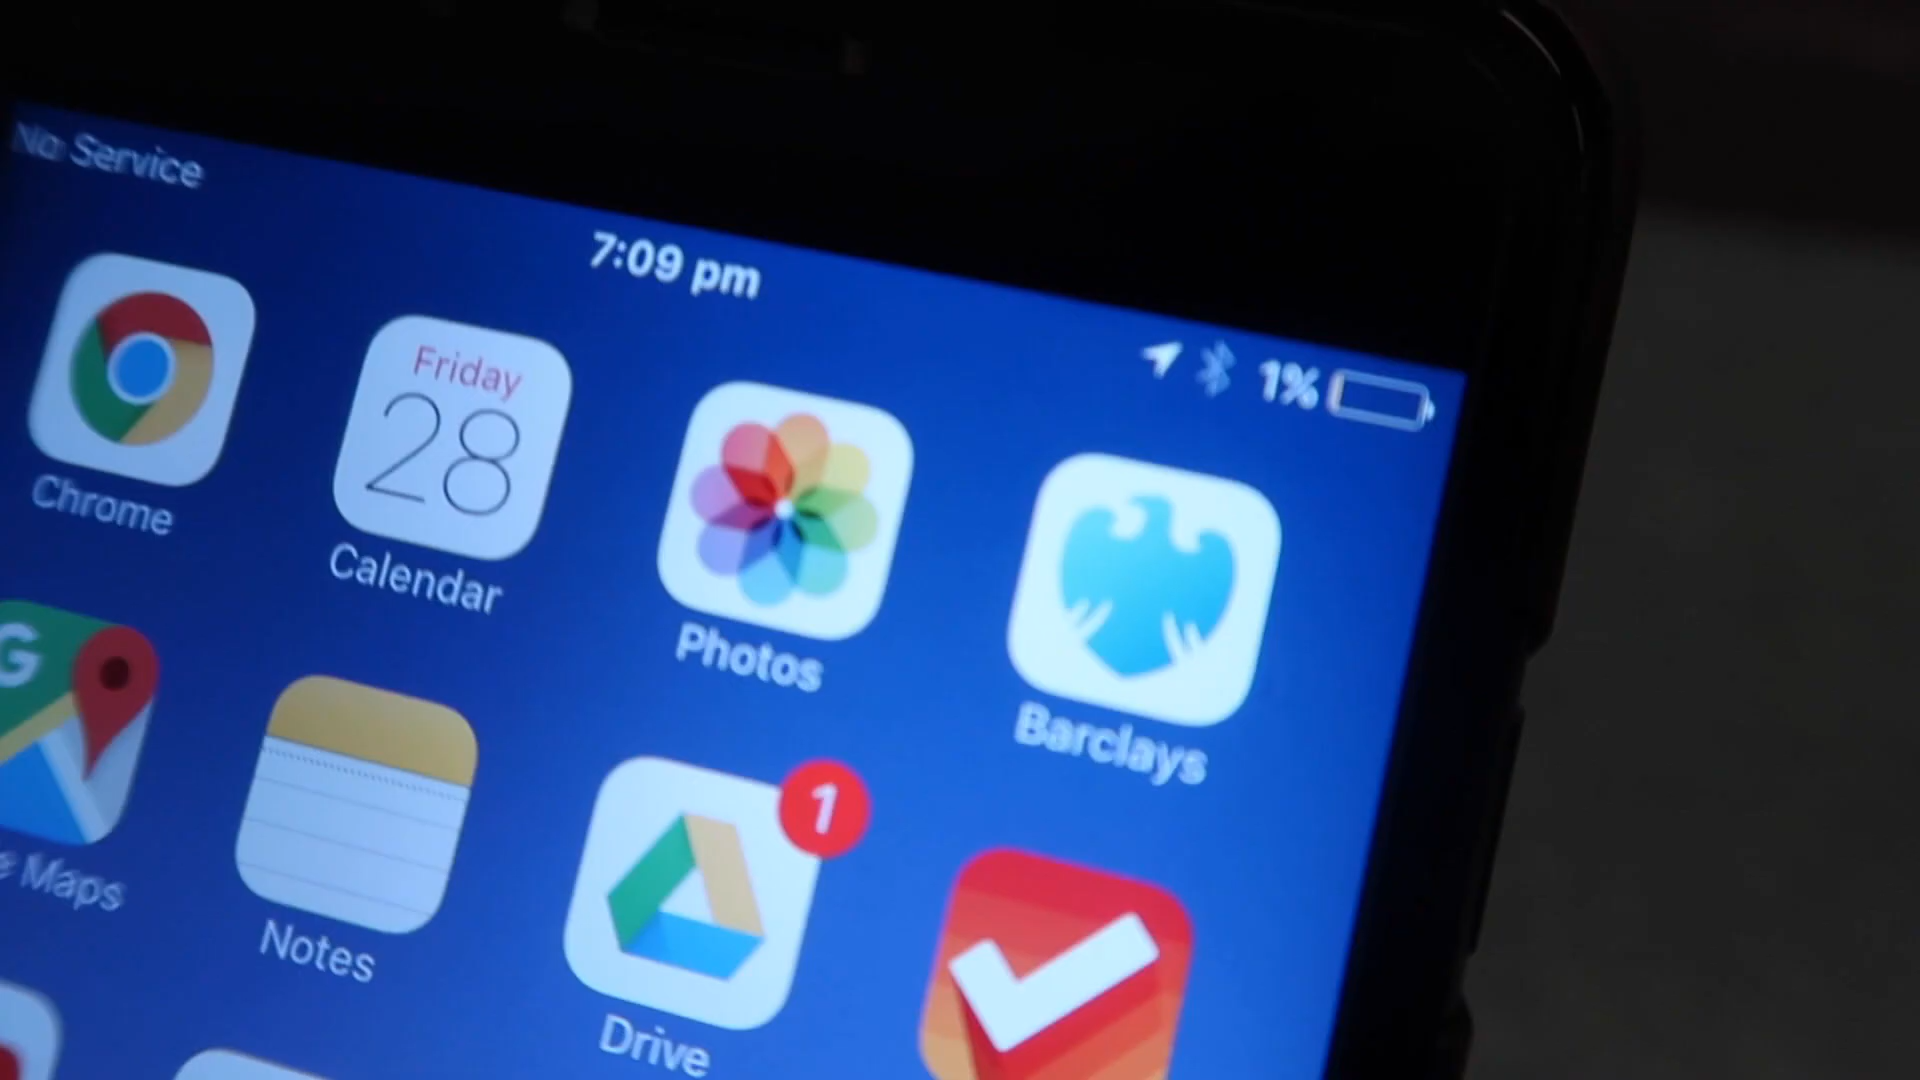 No Service
7:09 pm
1%
Chrome
Friday
28
Calendar
Photos
Barclays
G
Maps
Notes
1
Drive